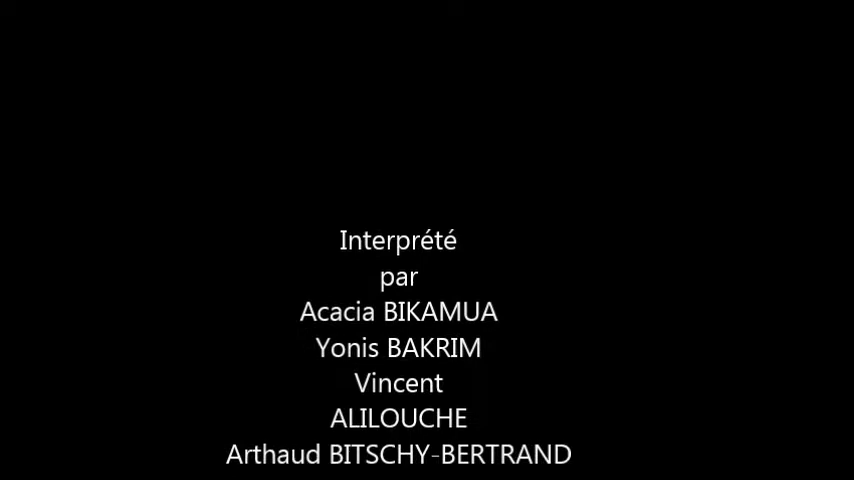 Interprété
par
Acacia BIKAMUA
Yonis BAKRIM
Vincent
ALILOUCHE
Arthaud BITSCHY-BERTRAND